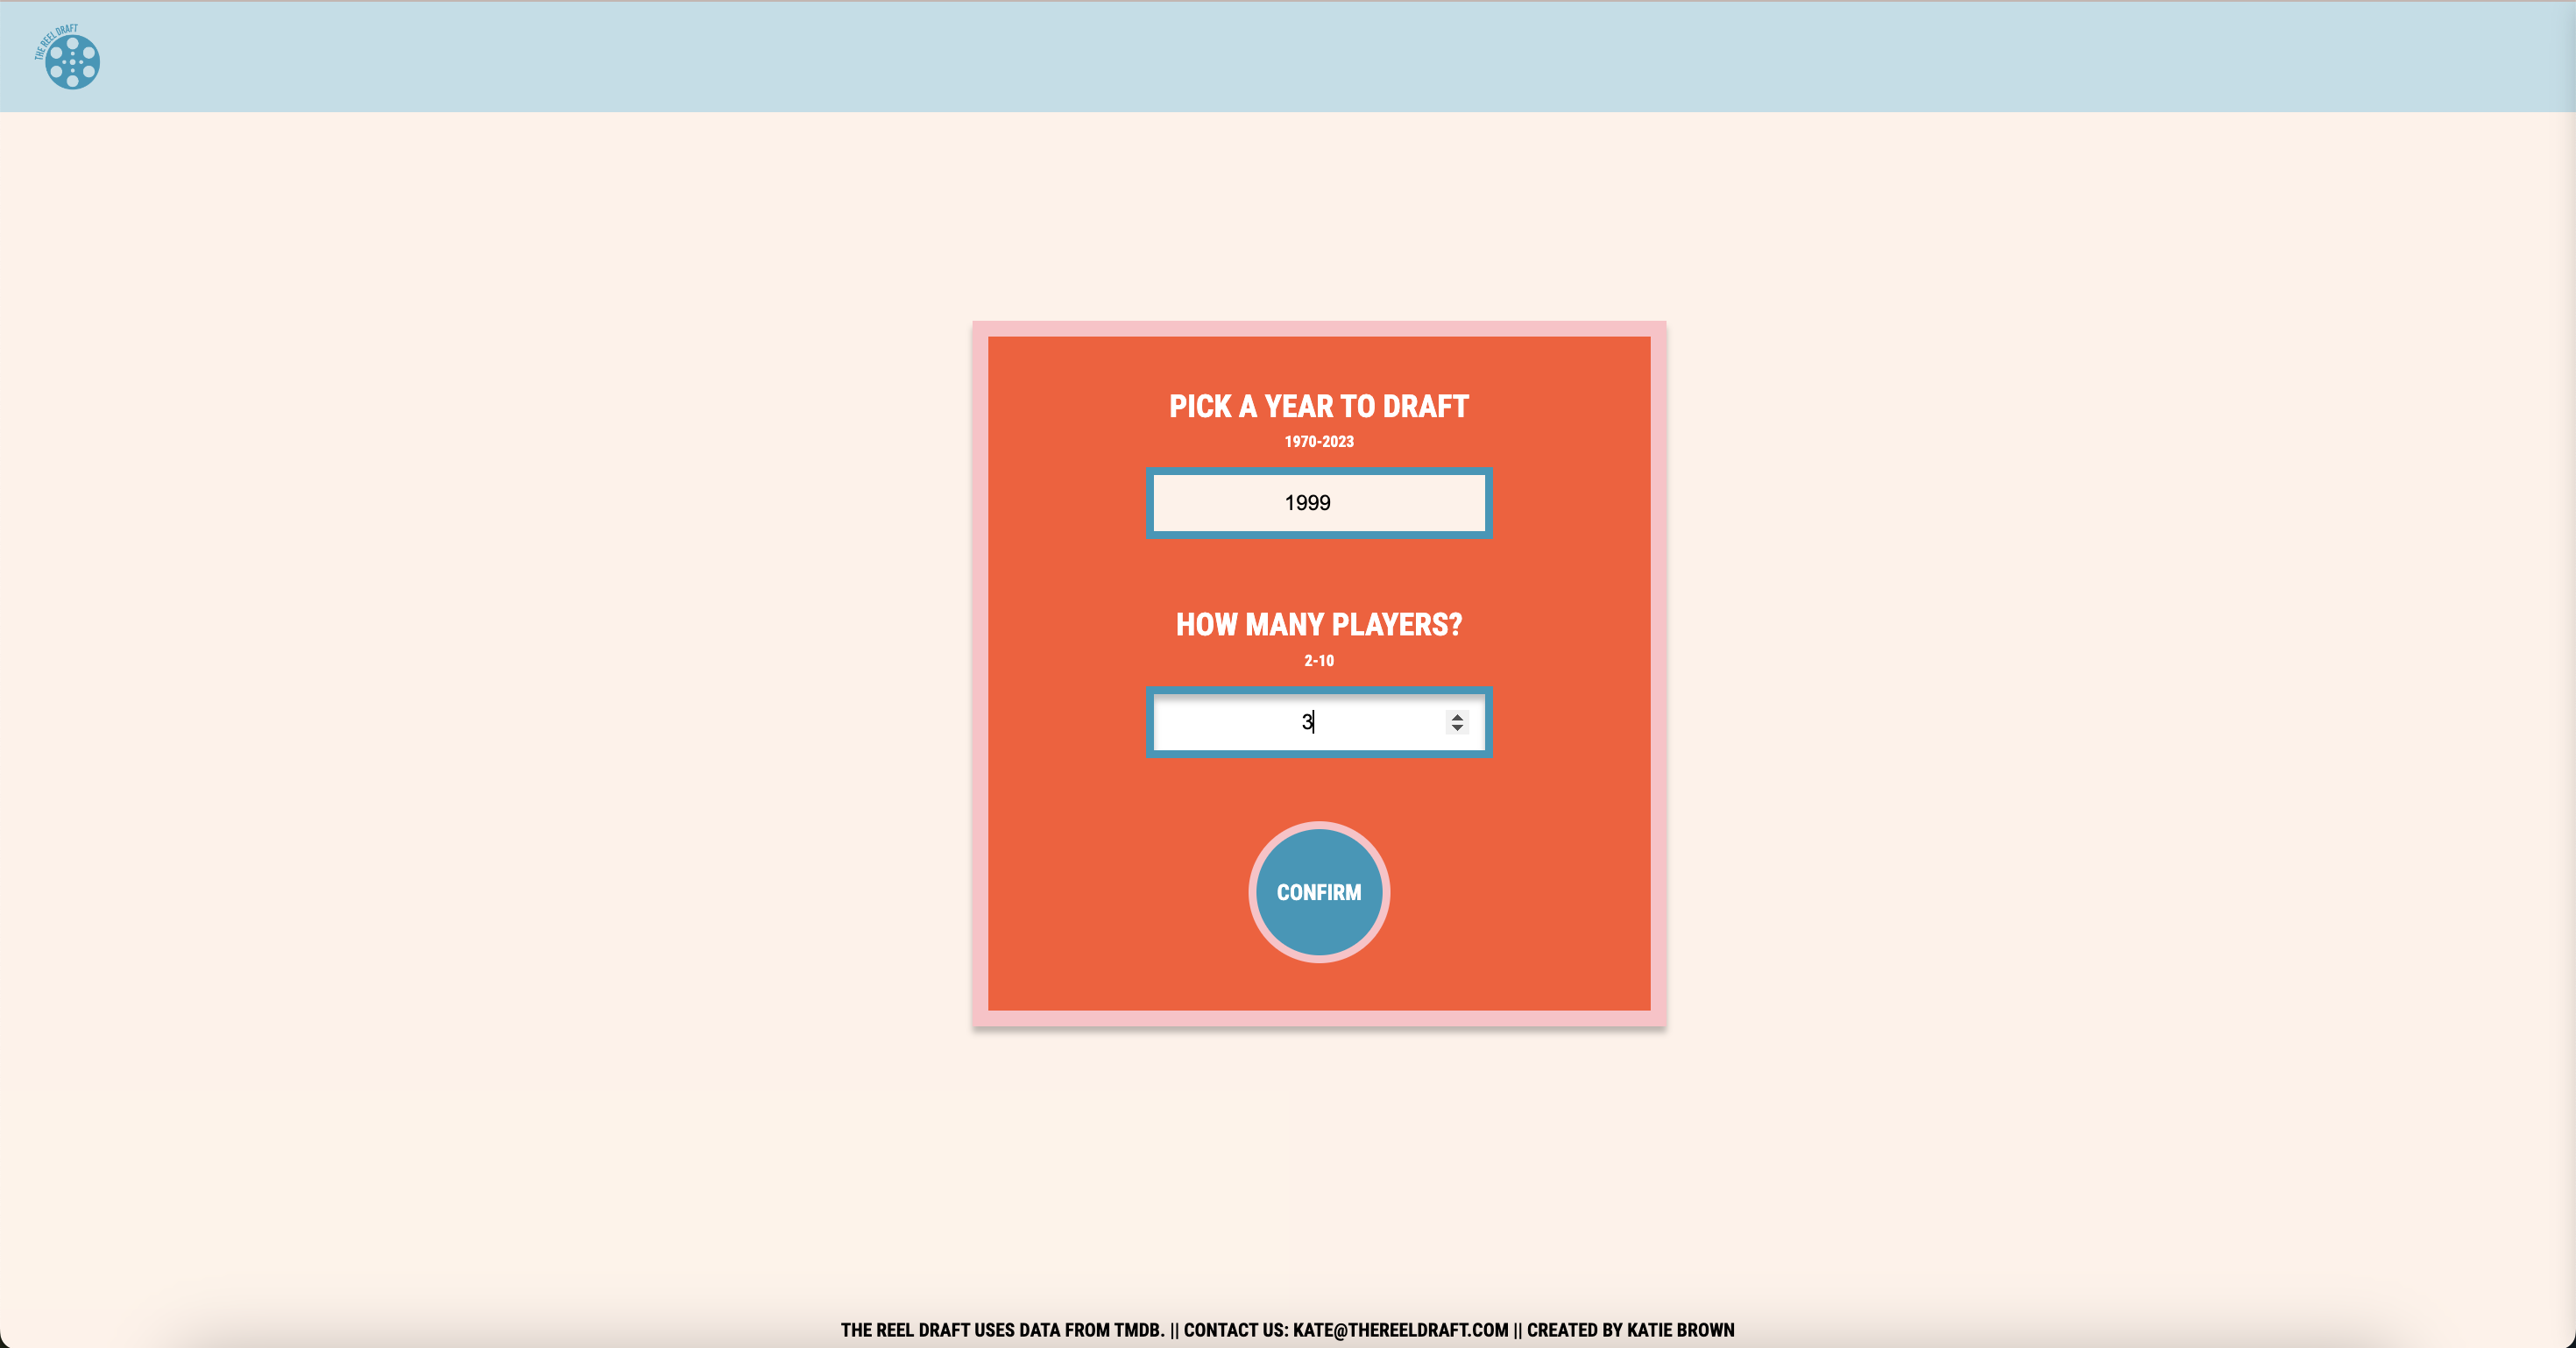 THE REEL DRAFT
PICK A YEAR TO DRAFT
1970-2023
1999
HOW MANY PLAYERS?
2-10
3
CONFIRM
THE REEL DRAFT USES DATA FROM TMDB. || CONTACT US: KATE@THEREELDRAFT.COM || CREATED BY KATIE BROWN